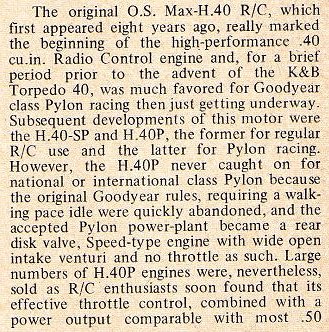 The original O.S. Max-H.40 R/C, which
first appeared eight years ago, really marked
the beginning of the high-performance .40
cu.in. Radio Control engine and, for a brief
period prior to the advent of the K&B
Torpedo 40, was much favored for Goodyear
class Pylon racing then just getting underway.
Subsequent developments of this motor were
the H.40-SP and H.40P, the former for regular
R/C use and the latter for Pylon racing.
However, the H.40P never caught on for
national or international class Pylon because
the original Goodyear rules, requiring a walk-
ing pace idle were quickly abandoned, and the
accepted Pylon power-plant became a rear
disk valve, Speed-type engine with wide open
intake venturi and no throttle as such. Large
numbers of H.40P engines were, nevertheless,
sold as R/C enthusiasts soon found that its
effective throttle control, combined with a
power output comparable with most .50